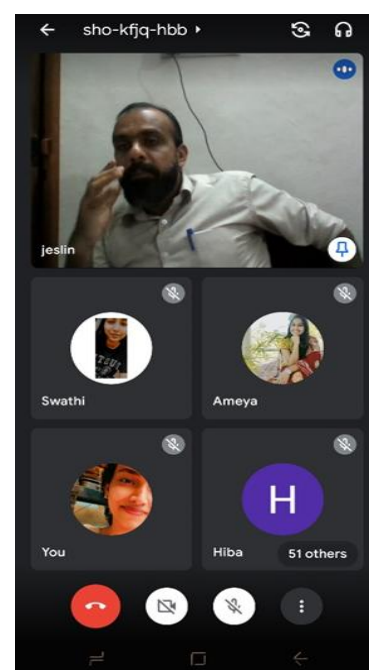 sho-kfjq-hbb
jeslin
Swathi
Ameya
You
H
Hiba
51 others